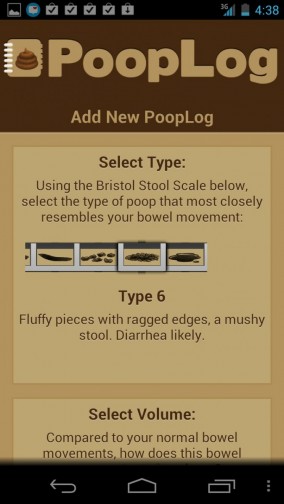 3G 4:38
PoopLog
Add New PoopLog
Select Type:
Using the Bristol Stool Scale below,
select the type of poop that most closely
resembles your bowel movement:
Type 6
Fluffy pieces with ragged edges, a mushy
stool. Diarrhea likely.
Select Volume:
Compared to your normal bowel
movements, how does this bowel